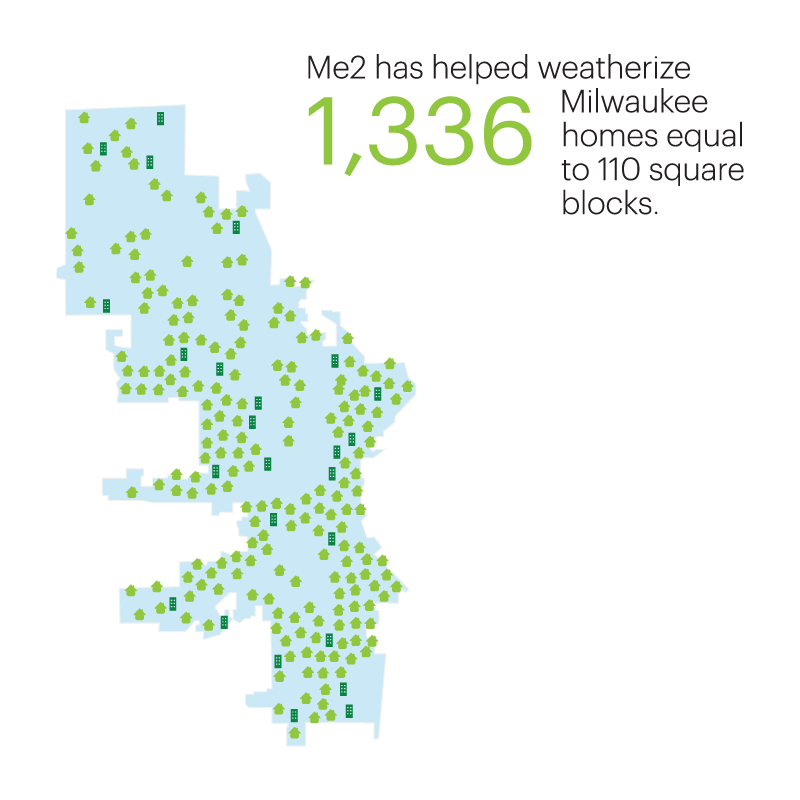 Me2 has helped weatherize
1,336
Milwaukee
homes equal
to 110 square
blocks.